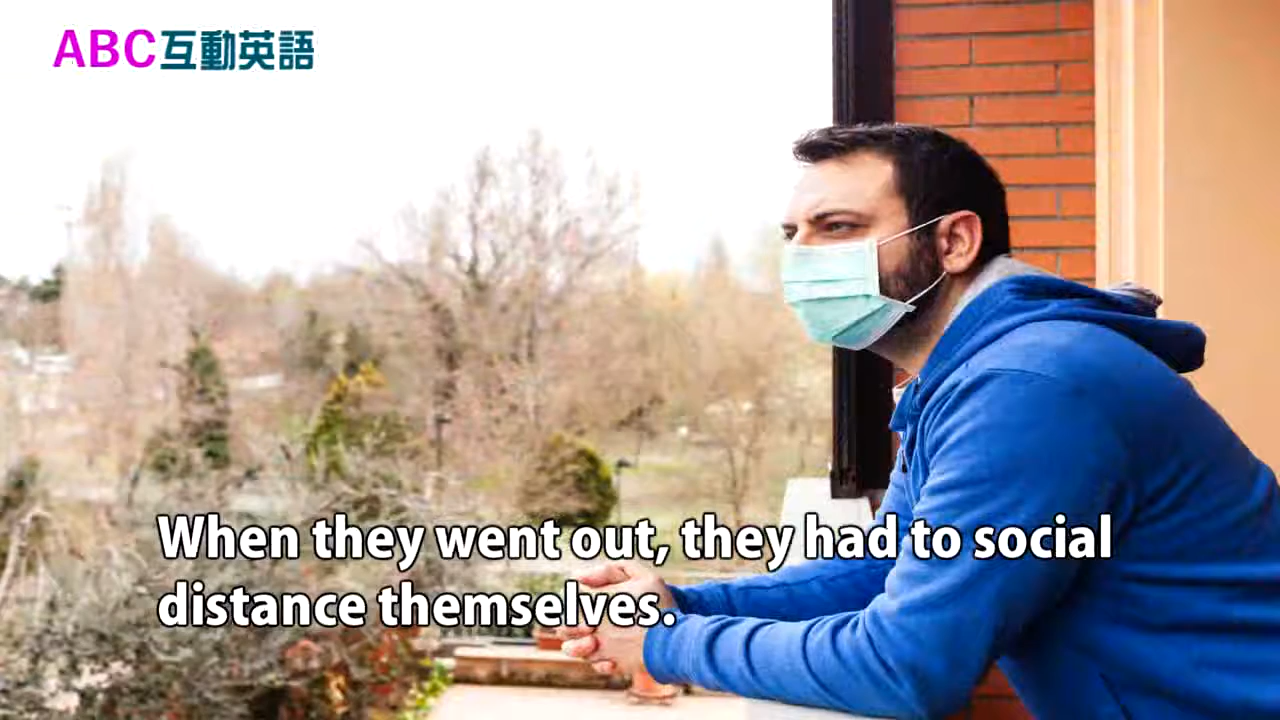 ABC互動英語
When they went out, they had to social
distance themselves.